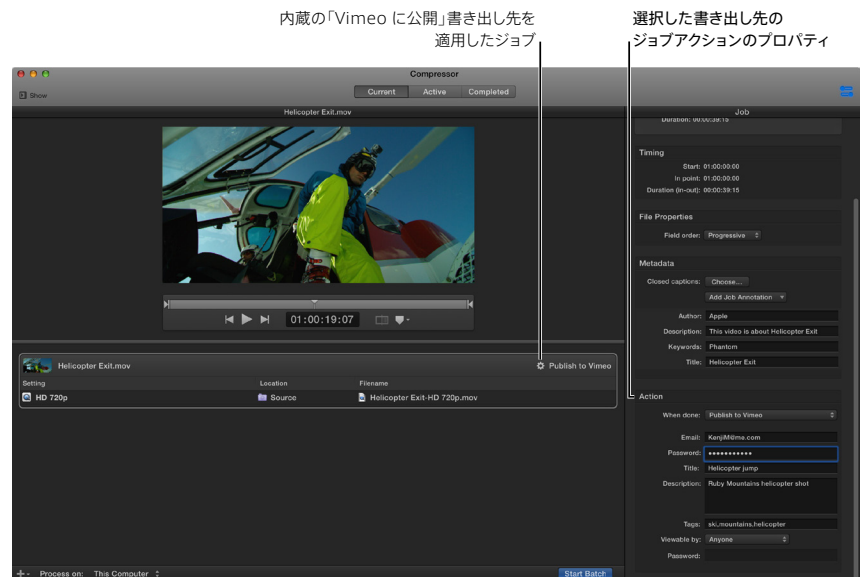 内蔵の「Vimeo に公開」書き出し先を
適用したジョブ
選択した書き出し先の
ジョブアクションのプロパティ
Compressor
Show
Current Active Completed
Helicopter Exit.mov
Job
Duration: 00:00:39:15
Timing
Start: 01:00:00:00
In point: 01:00:00:00
Duration (in-out): 00:00:39:15
File Properties
Field order: Progressive
Metadata
Closed captions: Choose...
Add Job Annotation
Author: Apple
Description: This video is about Helicopter Exit
Keywords: Phantom
Title: Helicopter Exit
01:00:19:07
Helicopter Exit.mov Publish to Vimeo
Setting Location Filename
HD 720p Source Helicopter Exit-HD 720p.mov
Action
When done: Publish to Vimeo
Email: KenjiM@me.com
Password: •••••••••••
Title: Helicopter jump
Description: Ruby Mountains helicopter shot
Tags: ski,mountains,helicopter
Viewable by: Anyone
Password:
Process on: This Computer
Start Batch